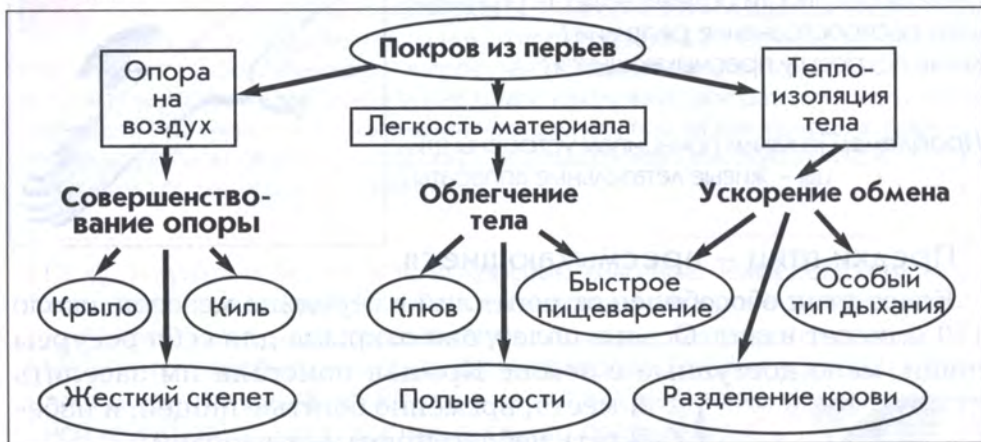 Покров из перьев
Опора
на
воздух
Легкость материала
Тепло-
изоляция
тела
Совершенство-
вание опоры
Облегчение
тела
Ускорение обмена
Крыло
Киль
Клюв
Быстрое
пищеварение
Особый
тип дыхания
Жесткий скелет
Полые кости
Разделение крови